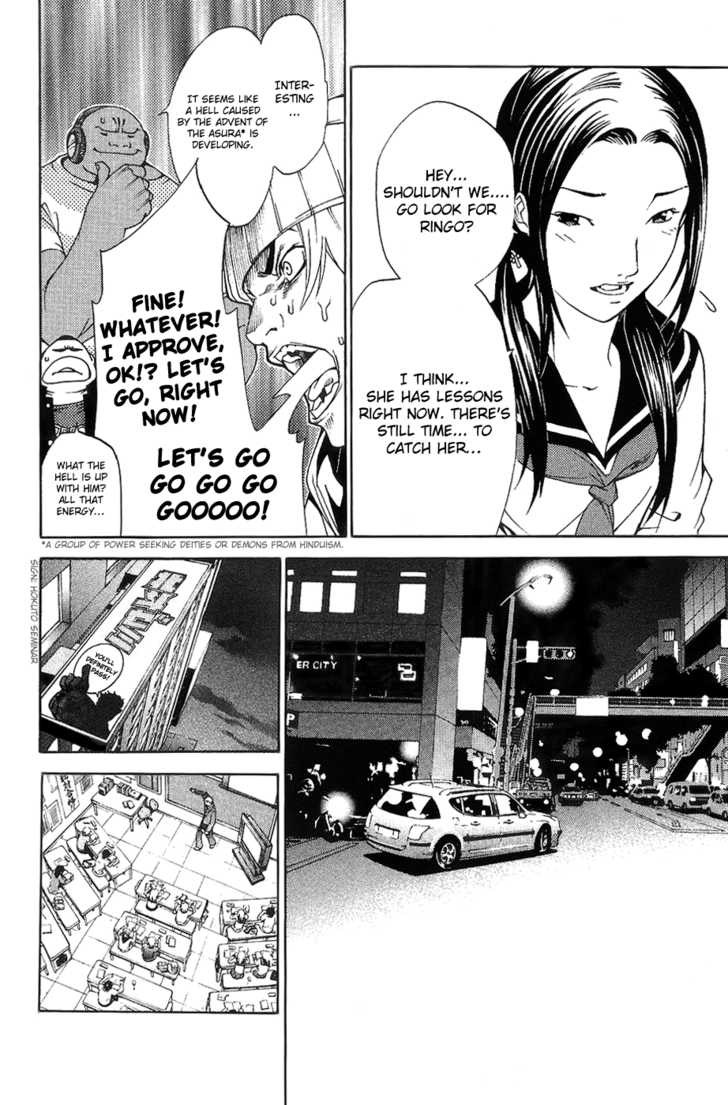 HEY...
SHOULDN'T WE....
GO LOOK FOR
RINGO?
I THINK...
SHE HAS LESSONS
RIGHT NOW. THERE'S
STILL TIME... TO
CATCH HER...
INTER-
ESTING
...
IT SEEMS LIKE
A HELL CAUSED
BY THE ADVENT OF
THE ASURA* IS
DEVELOPING.
FINE!
WHATEVER!
I APPROVE,
OK!? LET'S
GO, RIGHT
NOW!
LET'S GO
GO GO GO
GOOOOO!
WHAT THE
HELL IS UP
WITH HIM?
ALL THAT
ENERGY...
*A GROUP OF POWER SEEKING DEITIES OR DEMONS FROM HINDUISM.
ER CITY
P
SIGN: HOKUTO SEMINAR
YOU'LL
DEFINITELY
PASS!